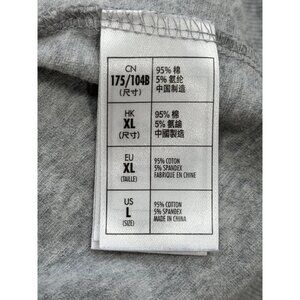 CN
175/104B
(尺寸)
95% 棉
5% 氨纶
中国制造
HK
XL
(尺寸)
95% 棉
5% 氨綸
中國製造
EU
XL
(TAILLE)
95% COTON
5% SPANDEX
FABRIQUE EN CHINE
US
L
(SIZE)
95% COTTON
5% SPANDEX
MADE IN CHINA